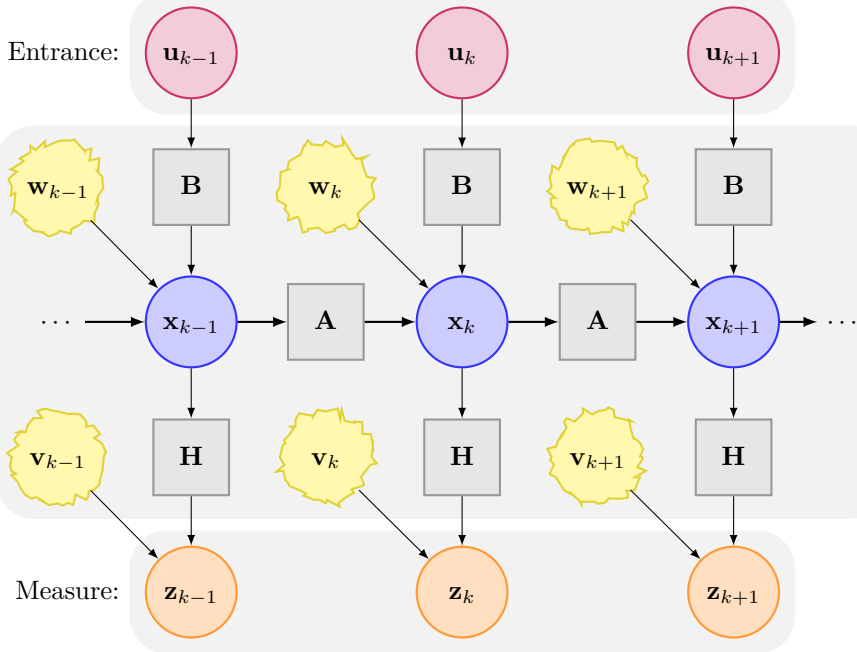 Entrance: u_{k−1} u_k u_{k+1}
w_{k−1} B w_k B w_{k+1} B
... x_{k−1} A x_k A x_{k+1} ...
v_{k−1} H v_k H v_{k+1} H
Measure: z_{k−1} z_k z_{k+1}